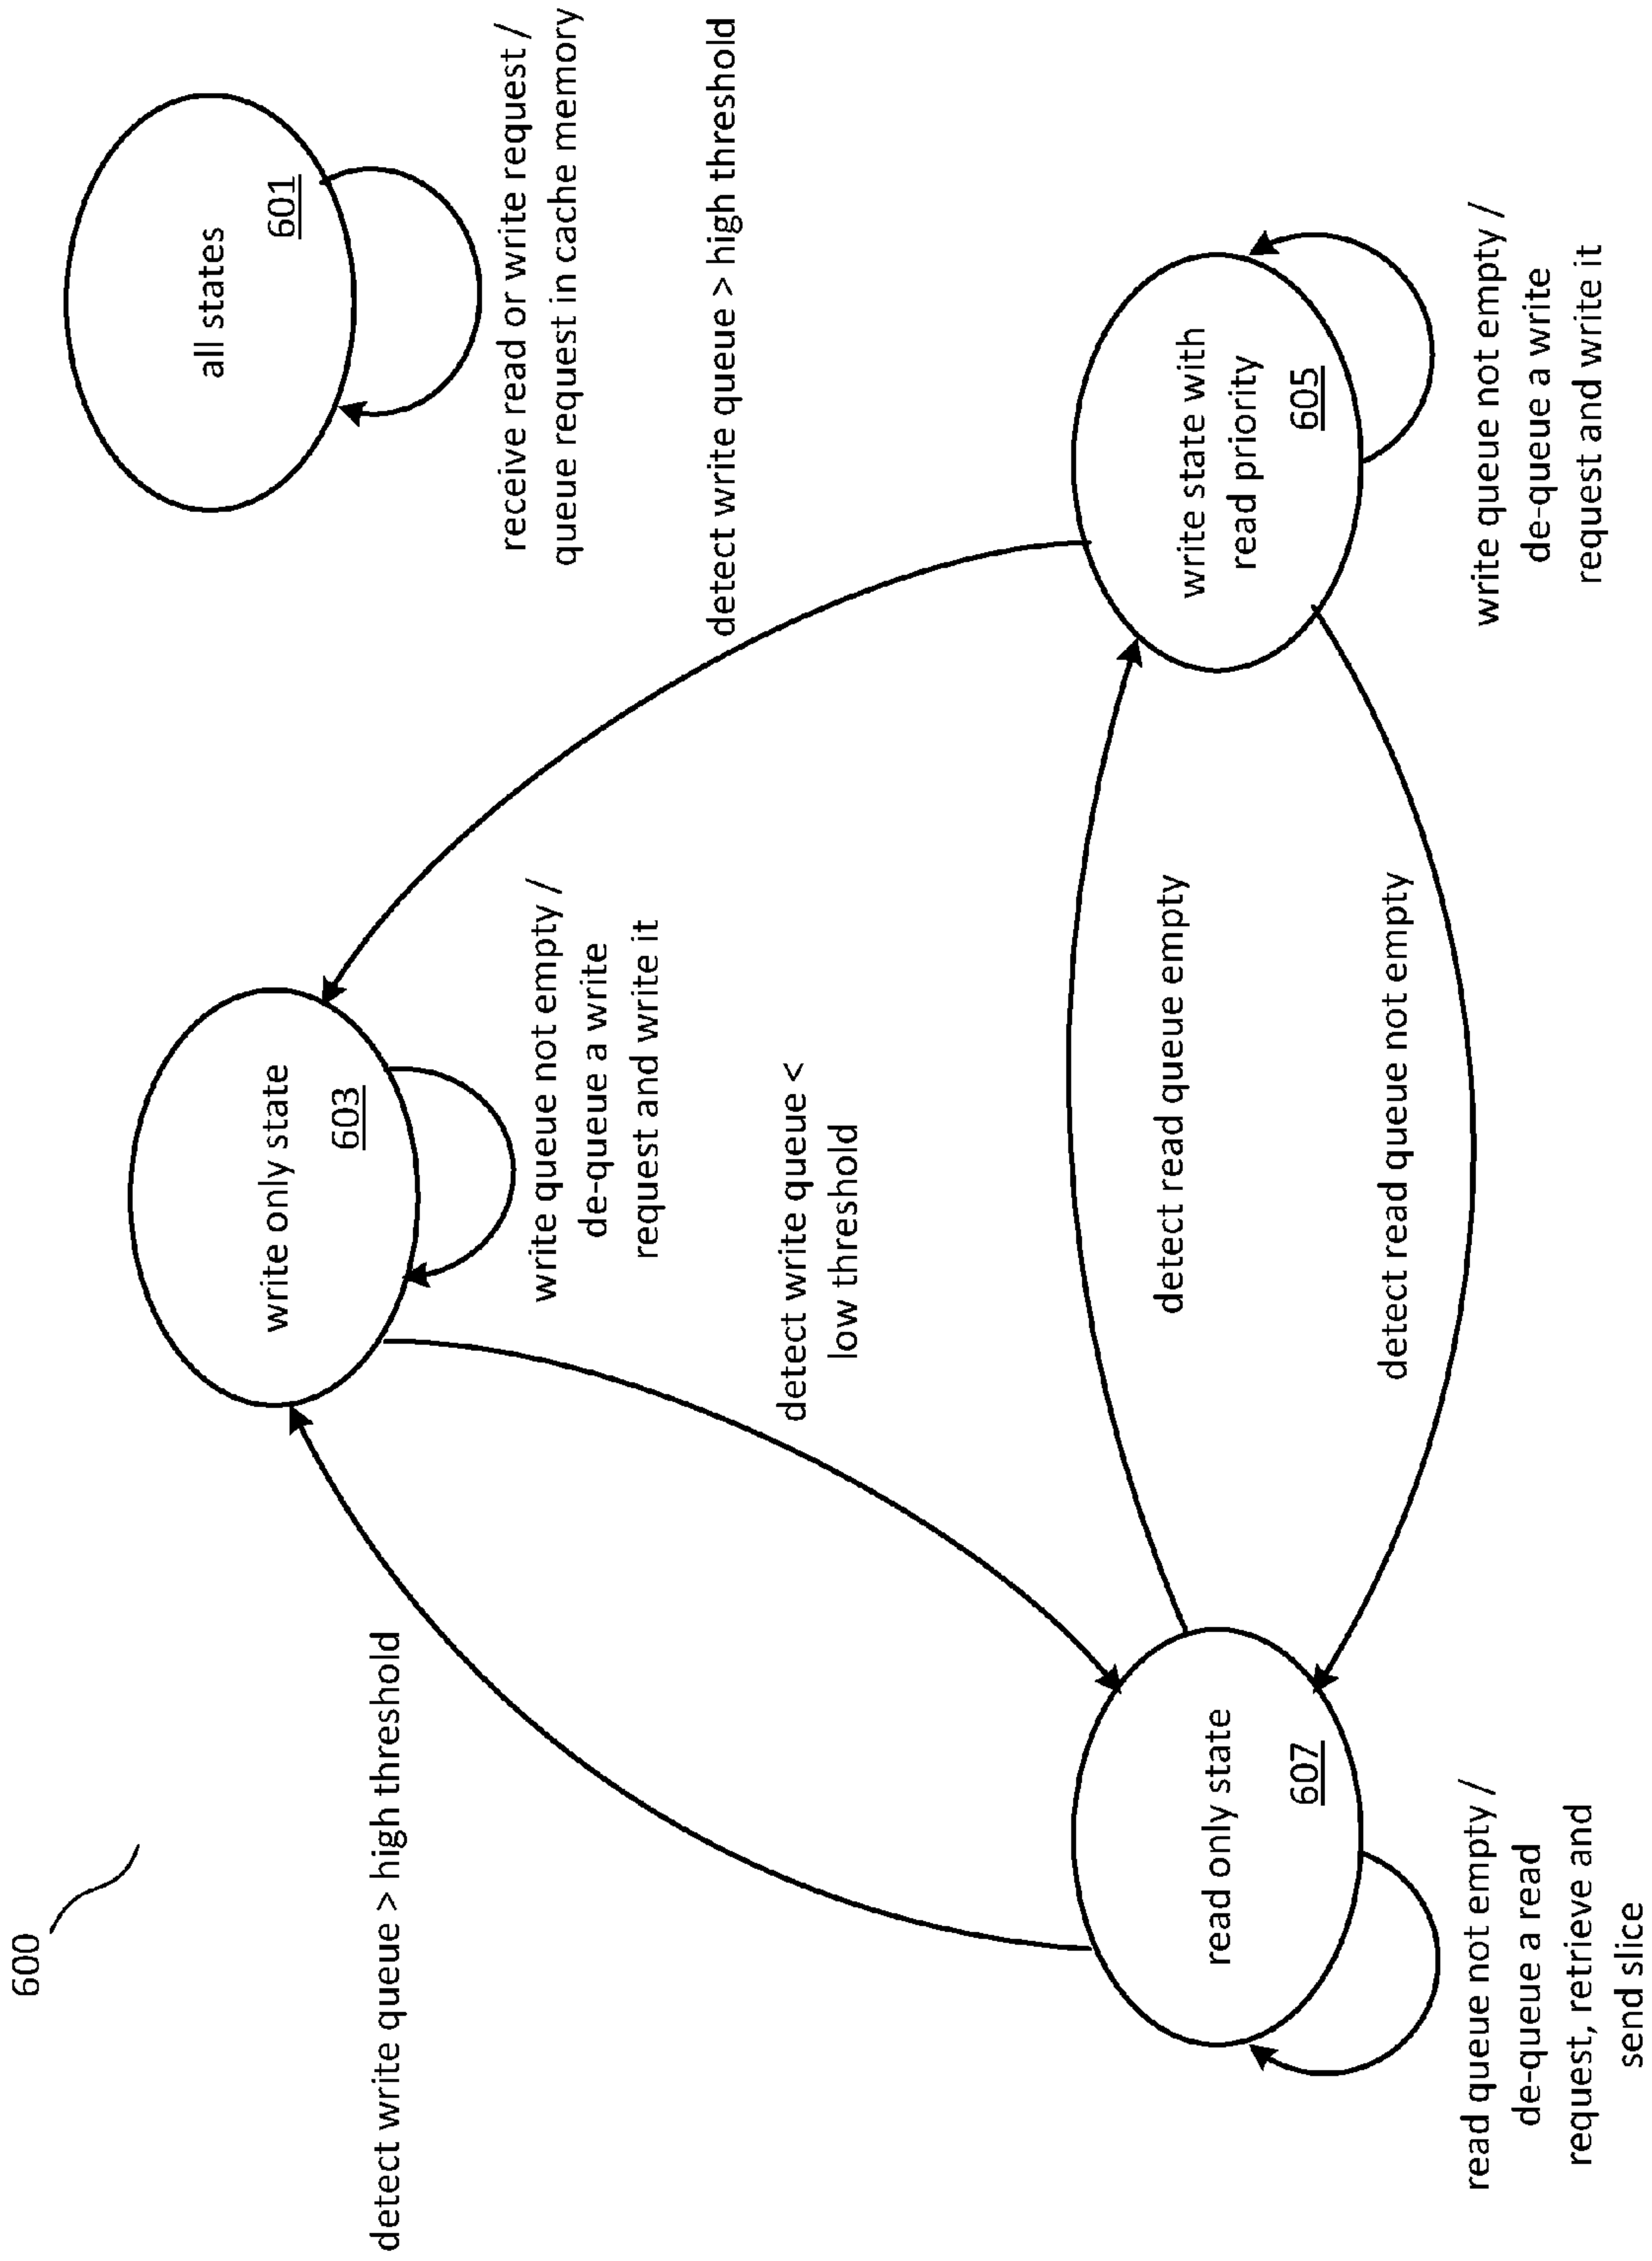 600
all states
601
receive read or write request /
queue request in cache memory
detect write queue > high threshold
write only state
603
write queue not empty /
de-queue a write
request and write it
detect write queue > high threshold
detect write queue <
low threshold
detect read queue empty
detect read queue not empty
write state with
read priority
605
write queue not empty /
de-queue a write
request and write it
read only state
607
read queue not empty /
de-queue a read
request, retrieve and
send slice